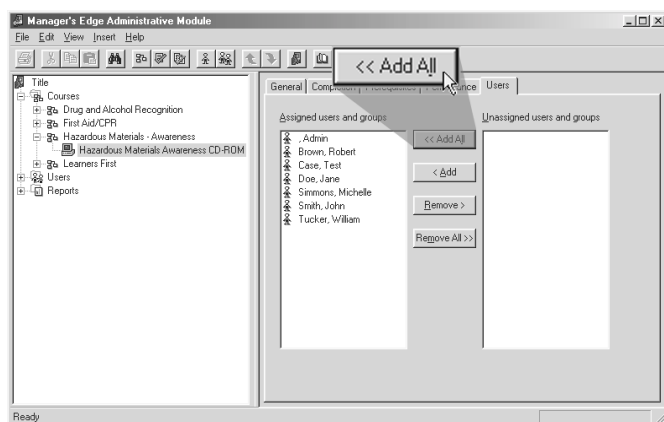 Manager's Edge Administrative Module
File Edit View Insert Help
<< Add All
Title
Courses
Drug and Alcohol Recognition
First Aid/CPR
Hazardous Materials - Awareness
Hazardous Materials Awareness CD-ROM
Learners First
Users
Reports
General Completion Prerequisites Users
Assigned users and groups
, Admin
Brown, Robert
Case, Test
Doe, Jane
Simmons, Michelle
Smith, John
Tucker, William
<< Add All
< Add
Remove >
Remove All >>
Unassigned users and groups
Ready